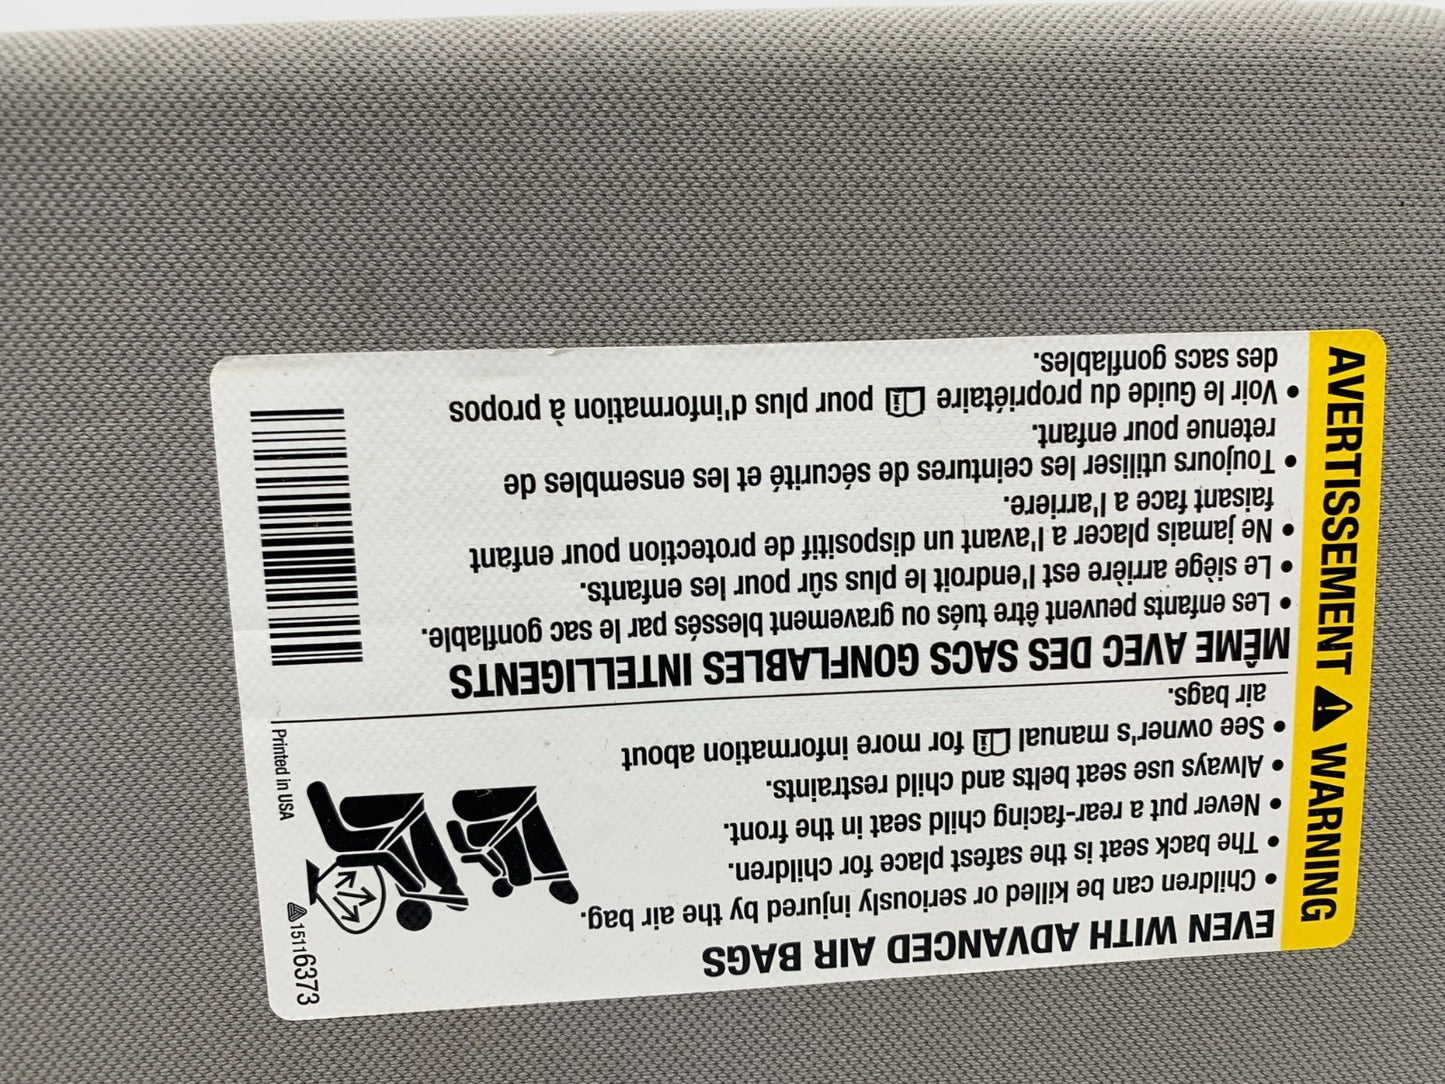 WARNING ⚠ AVERTISSEMENT
EVEN WITH ADVANCED AIR BAGS
• Children can be killed or seriously injured by the air bag.
• The back seat is the safest place for children.
• Never put a rear-facing child seat in the front.
• Always use seat belts and child restraints.
• See owner's manual for more information about
air bags.
MÊME AVEC DES SACS GONFLABLES INTELLIGENTS
• Les enfants peuvent être tués ou gravement blessés par le sac gonflable.
• Le siège arrière est l'endroit le plus sûr pour les enfants.
• Ne jamais placer a l'avant un dispositif de protection pour enfant
faisant face a l'arriere.
• Toujours utiliser les ceintures de sécurité et les ensembles de
retenue pour enfant.
• Voir le Guide du propriétaire pour plus d'information à propos
des sacs gonflables.
15116373
Printed in USA